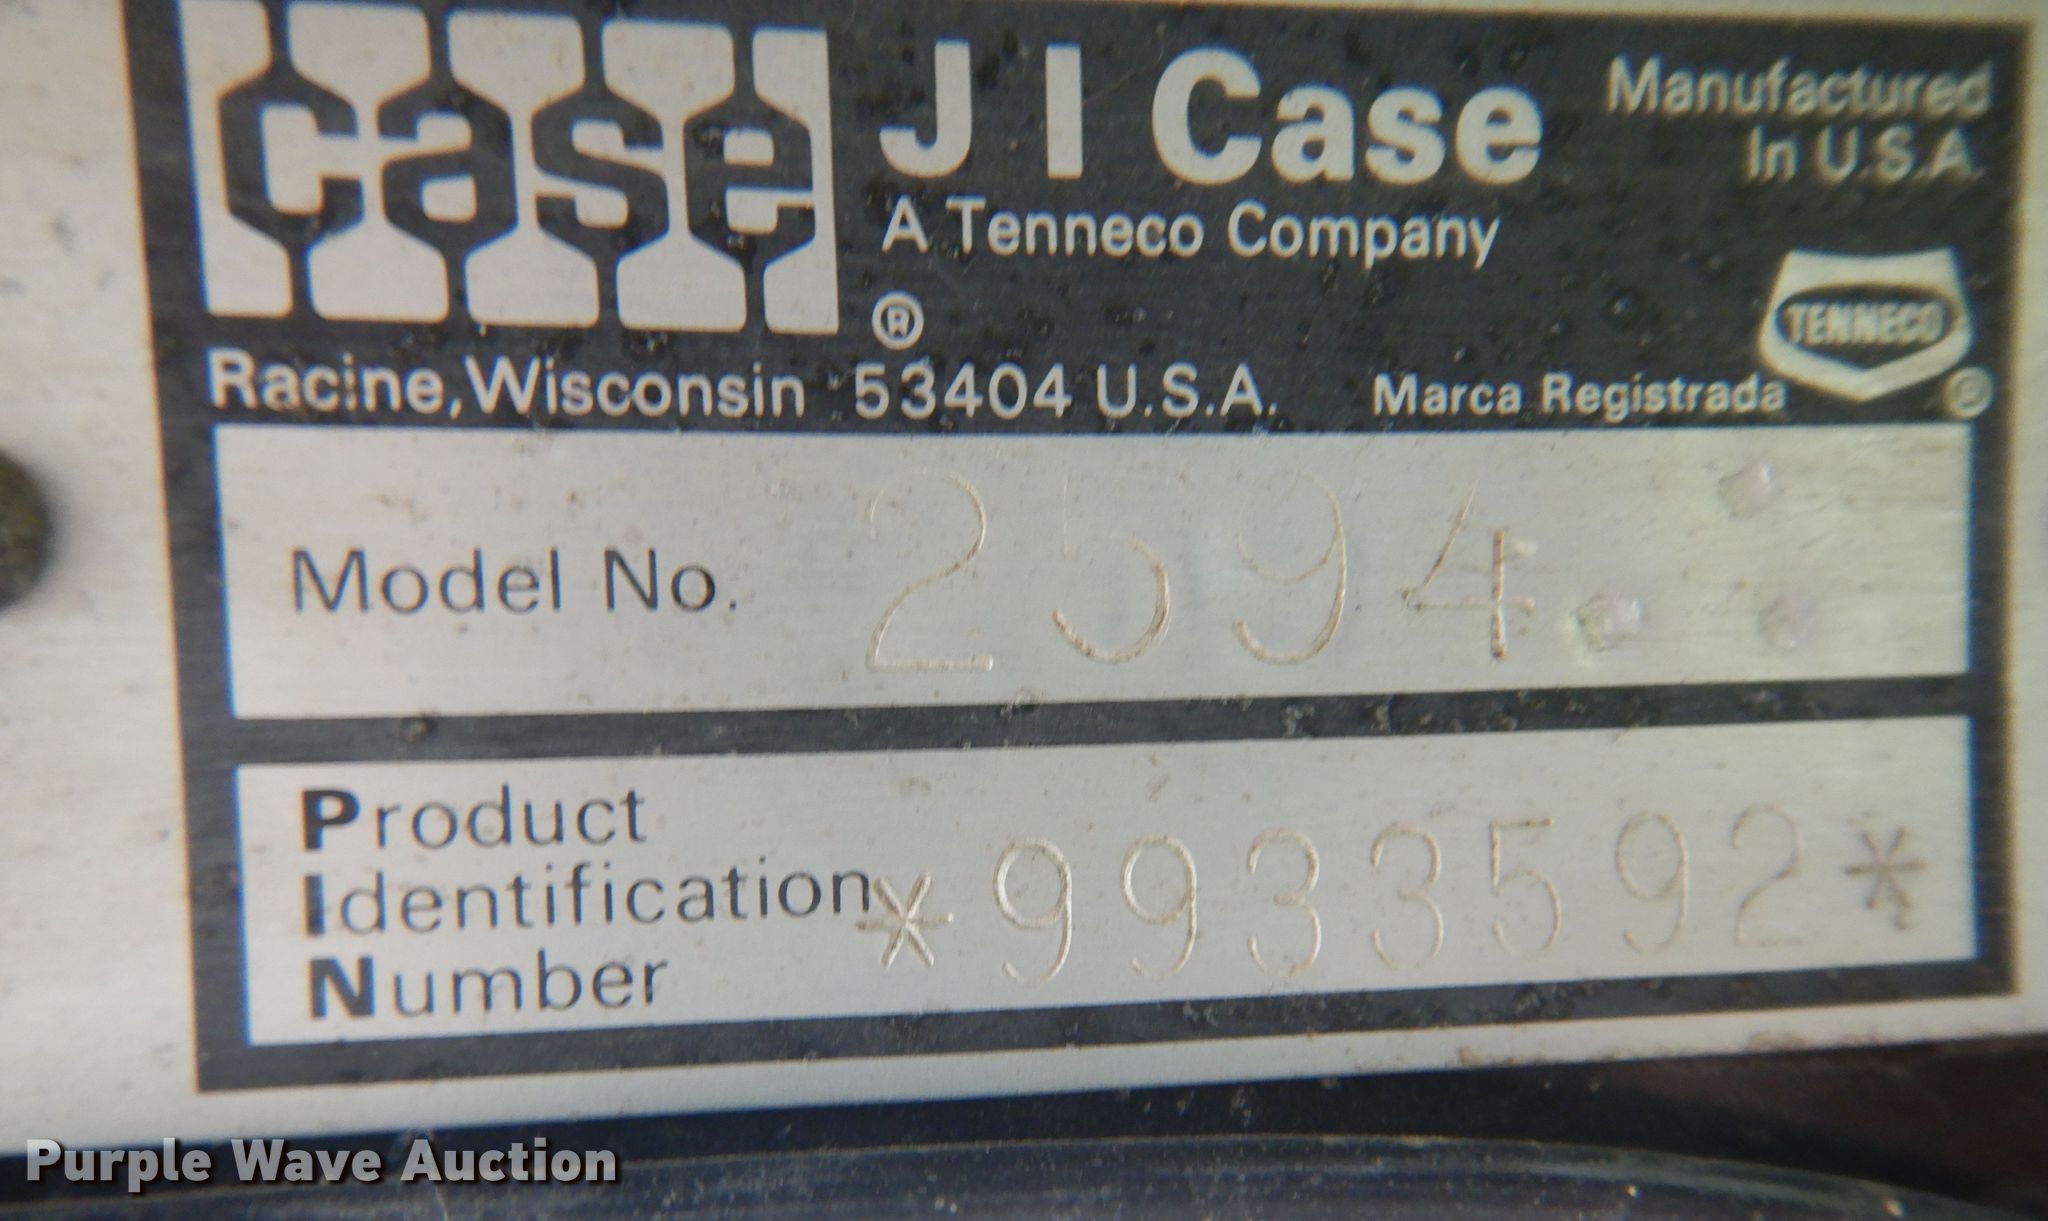 case
J I Case
Manufactured
In U.S.A.
A Tenneco Company
®
TENNECO
®
Racine, Wisconsin 53404 U.S.A.
Marca Registrada
Model No. 2594
Product
Identification
Number
*9933592*
Purple Wave Auction